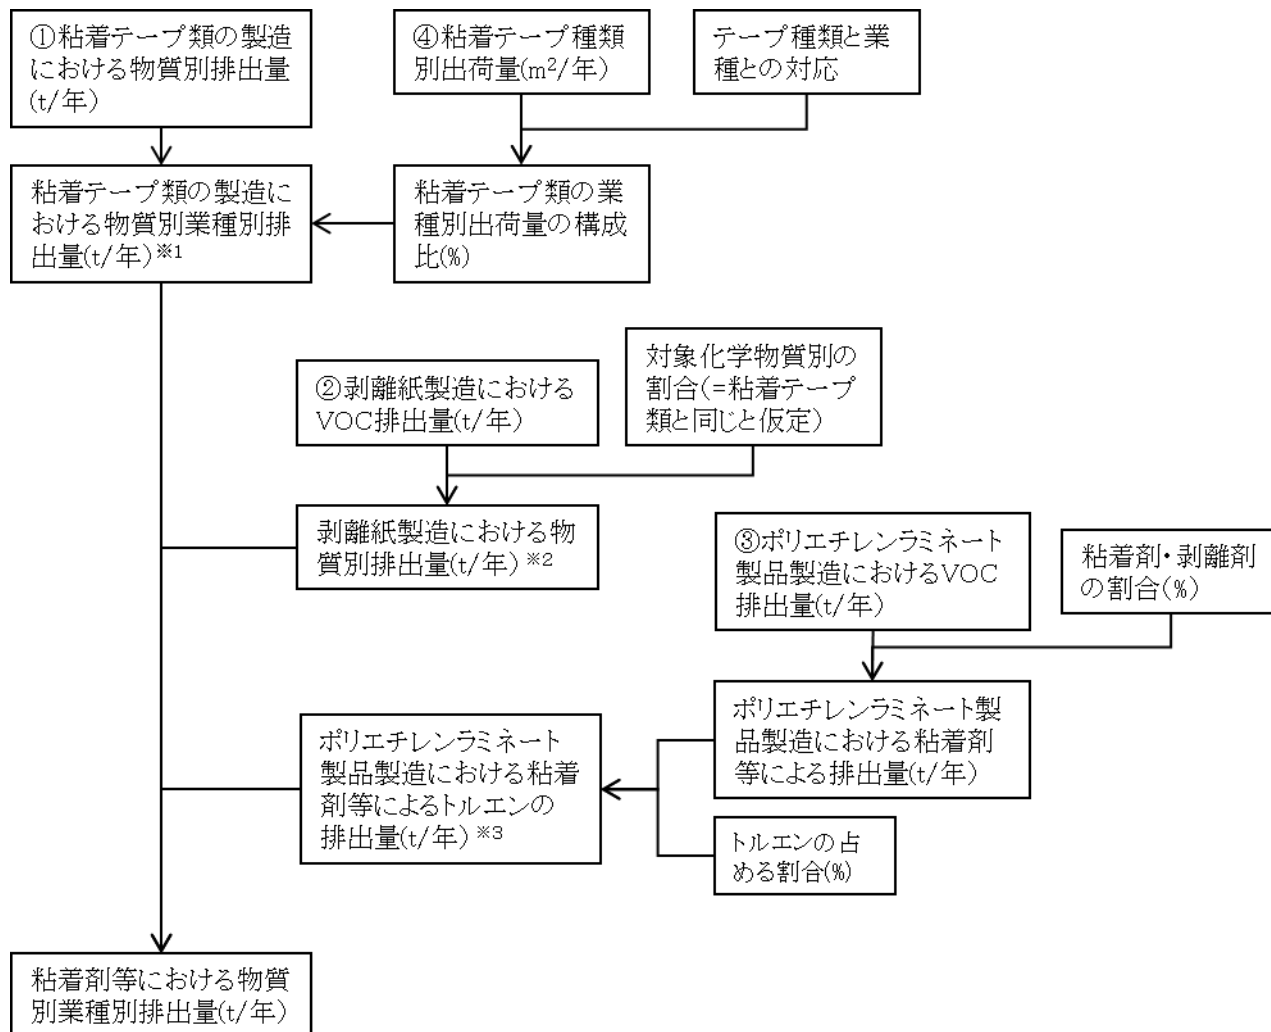 ①粘着テープ類の製造
における物質別排出量
(t/年)
④粘着テープ種類
別出荷量(m²/年)
テープ種類と業
種との対応
粘着テープ類の製造に
おける物質別業種別排
出量(t/年)※1
粘着テープ類の業
種別出荷量の構成
比(%)
②剥離紙製造における
VOC排出量(t/年)
対象化学物質別の
割合(=粘着テープ
類と同じと仮定)
剥離紙製造における物
質別排出量(t/年)※2
③ポリエチレンラミネート
製品製造におけるVOC
排出量(t/年)
粘着剤・剥離剤
の割合(%)
ポリエチレンラミネート
製品製造における粘着
剤等によるトルエンの
排出量(t/年)※3
ポリエチレンラミネート製
品製造における粘着剤
等による排出量(t/年)
トルエンの占
める割合(%)
粘着剤等における物質
別業種別排出量(t/年)